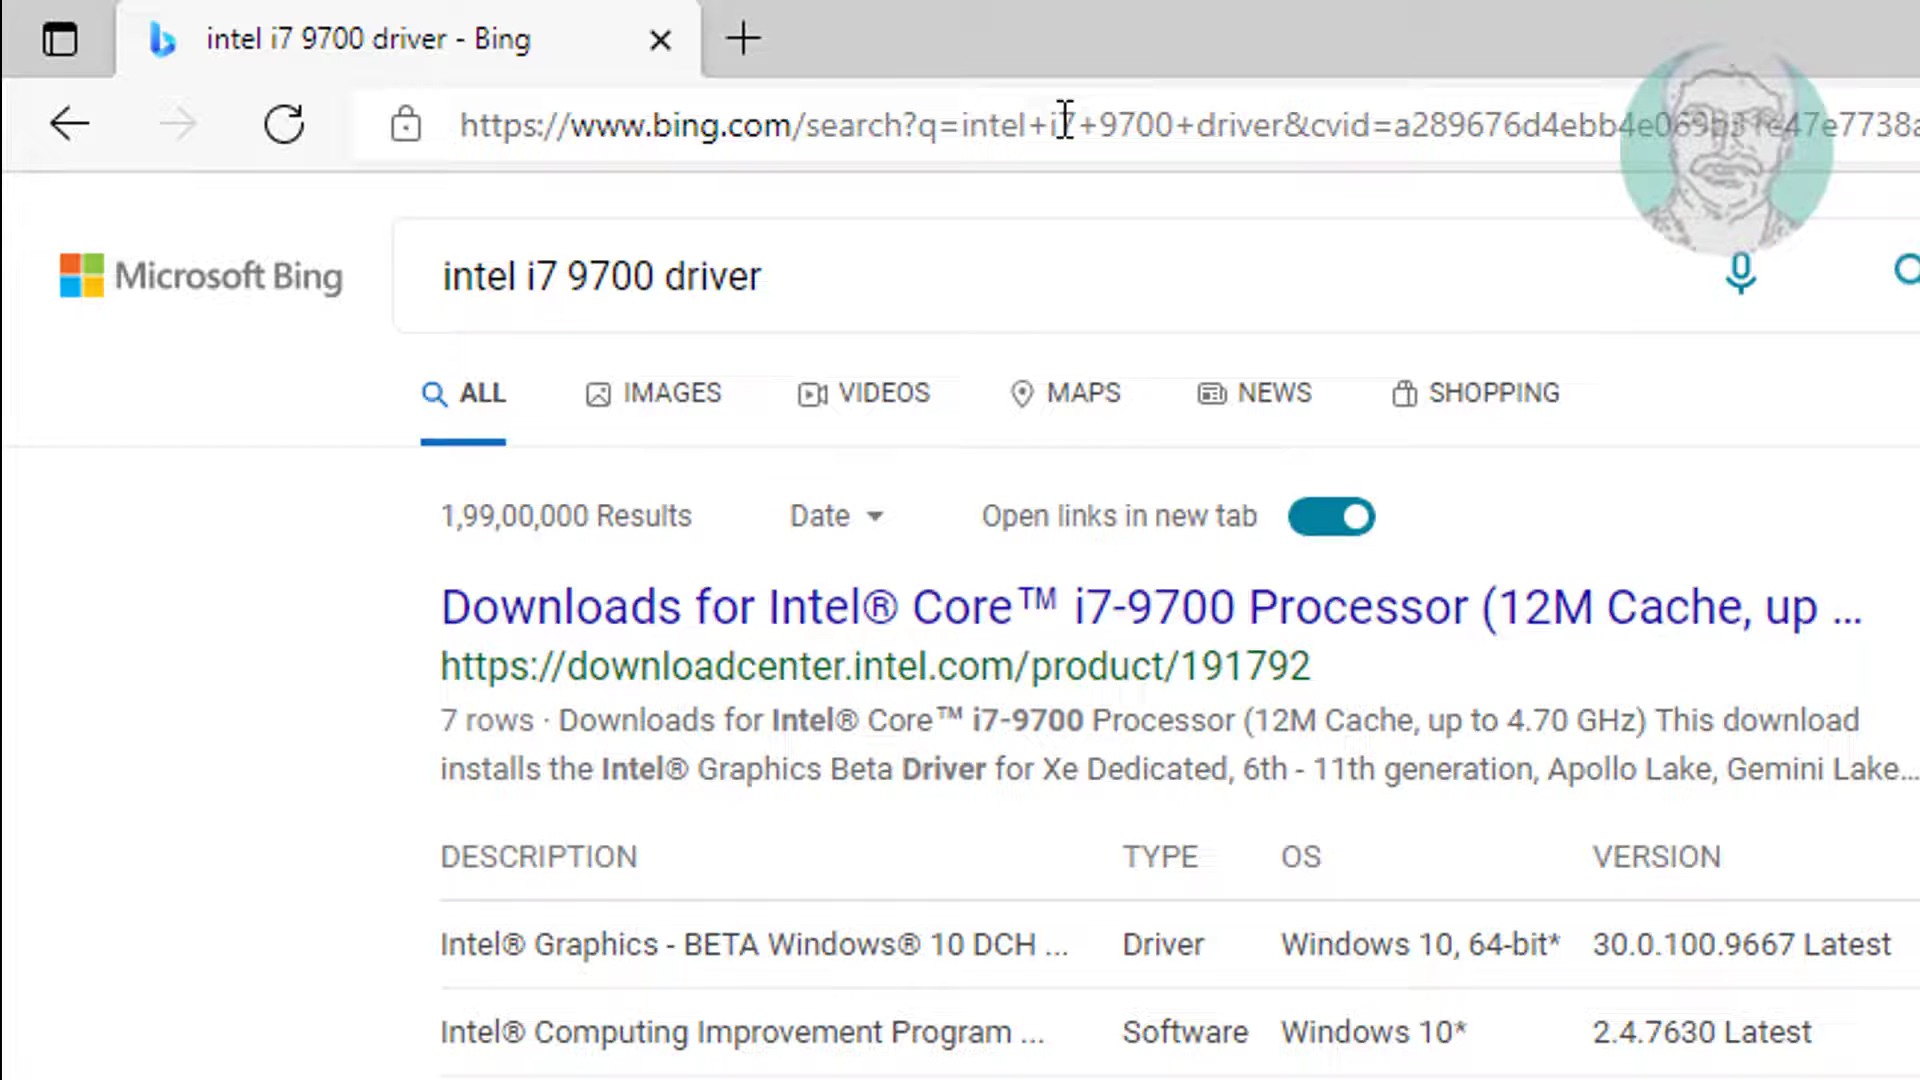 intel i7 9700 driver - Bing
https://www.bing.com/search?q=intel+i7+9700+driver&cvid=a289676d4ebb4e069b31fe47e7738a
Microsoft Bing
intel i7 9700 driver
ALL IMAGES VIDEOS MAPS NEWS SHOPPING
1,99,00,000 Results Date Open links in new tab
Downloads for Intel® Core™ i7-9700 Processor (12M Cache, up ...
https://downloadcenter.intel.com/product/191792
7 rows · Downloads for Intel® Core™ i7-9700 Processor (12M Cache, up to 4.70 GHz) This download
installs the Intel® Graphics Beta Driver for Xe Dedicated, 6th - 11th generation, Apollo Lake, Gemini Lake...
DESCRIPTION TYPE OS VERSION
Intel® Graphics - BETA Windows® 10 DCH ... Driver Windows 10, 64-bit* 30.0.100.9667 Latest
Intel® Computing Improvement Program ... Software Windows 10* 2.4.7630 Latest